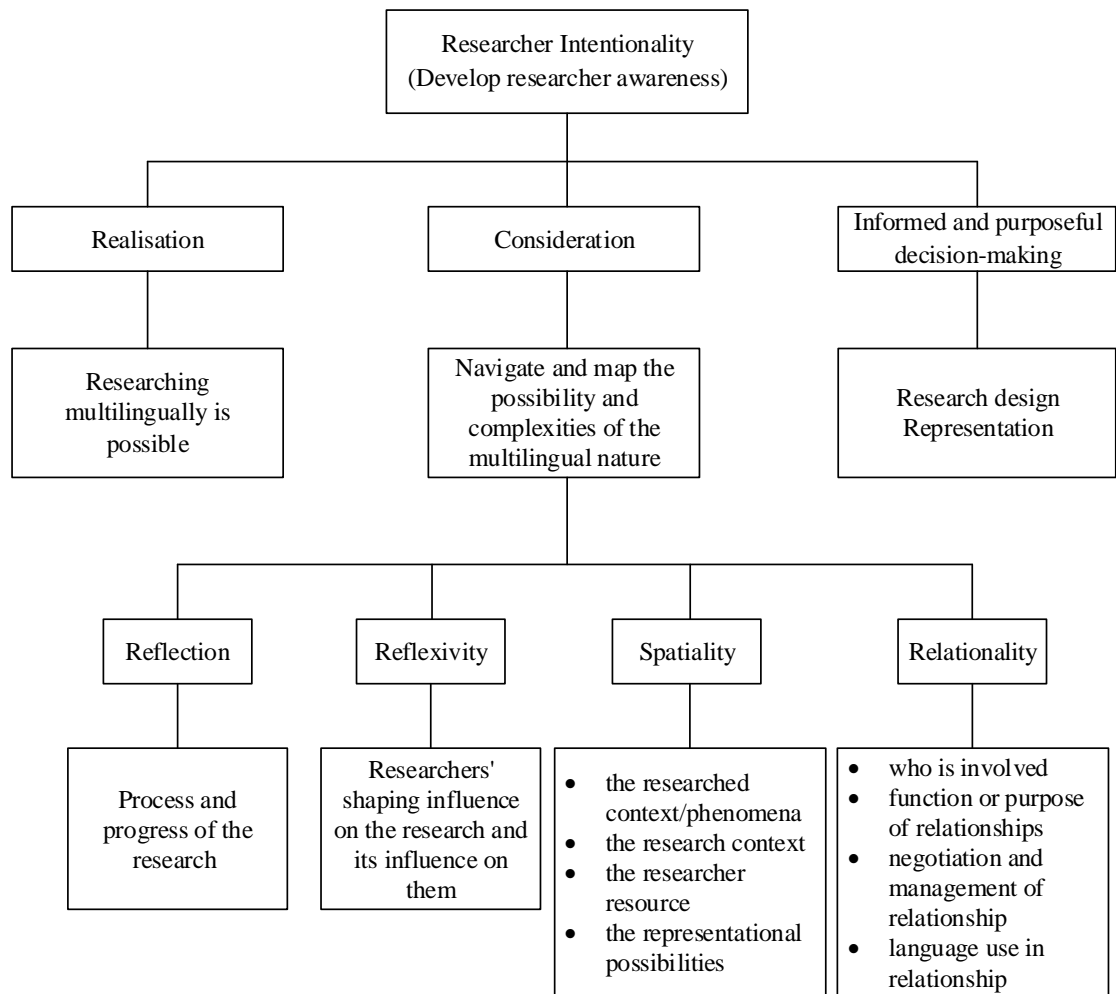 Researcher Intentionality
(Develop researcher awareness)
Realisation
Consideration
Informed and purposeful
decision-making
Researching
multilingually is
possible
Navigate and map the
possibility and
complexities of the
multilingual nature
Research design
Representation
Reflection
Reflexivity
Spatiality
Relationality
Process and
progress of the
research
Researchers'
shaping influence
on the research and
its influence on
them
• the researched
context/phenomena
• the research context
• the researcher
resource
• the representational
possibilities
• who is involved
• function or purpose
of relationships
• negotiation and
management of
relationship
• language use in
relationship